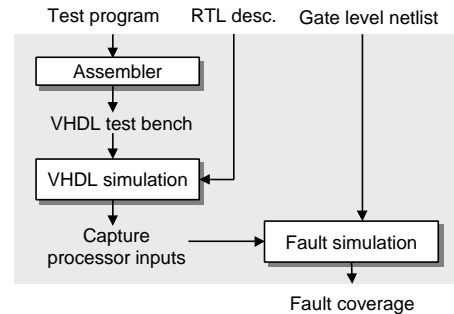 Test program RTL desc. Gate level netlist
Assembler
VHDL test bench
VHDL simulation
Capture
processor inputs
Fault simulation
Fault coverage